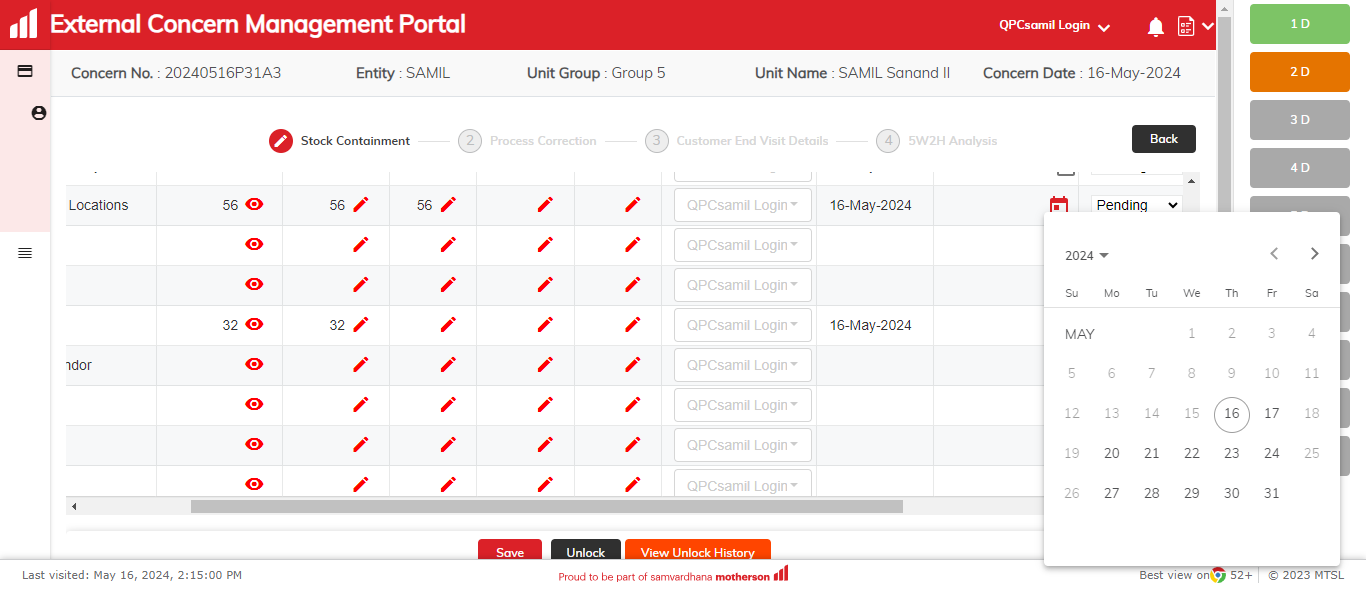 External Concern Management Portal
QPCsamil Login
1 D
Concern No. : 20240516P31A3 Entity : SAMIL Unit Group : Group 5 Unit Name : SAMIL Sanand II Concern Date : 16-May-2024
2 D
3 D
Stock Containment 2 Process Correction 3 Customer End Visit Details 4 5W2H Analysis Back
4 D
Locations 56 56 56 QPCsamil Login 16-May-2024 Pending
QPCsamil Login
QPCsamil Login
32 32 QPCsamil Login 16-May-2024
ndor QPCsamil Login
QPCsamil Login
QPCsamil Login
QPCsamil Login
2024
Su Mo Tu We Th Fr Sa
MAY 1 2 3 4
5 6 7 8 9 10 11
12 13 14 15 16 17 18
19 20 21 22 23 24 25
26 27 28 29 30 31
Save Unlock View Unlock History
Last visited: May 16, 2024, 2:15:00 PM
Proud to be part of samvardhana motherson
Best view on 52+ © 2023 MTSL